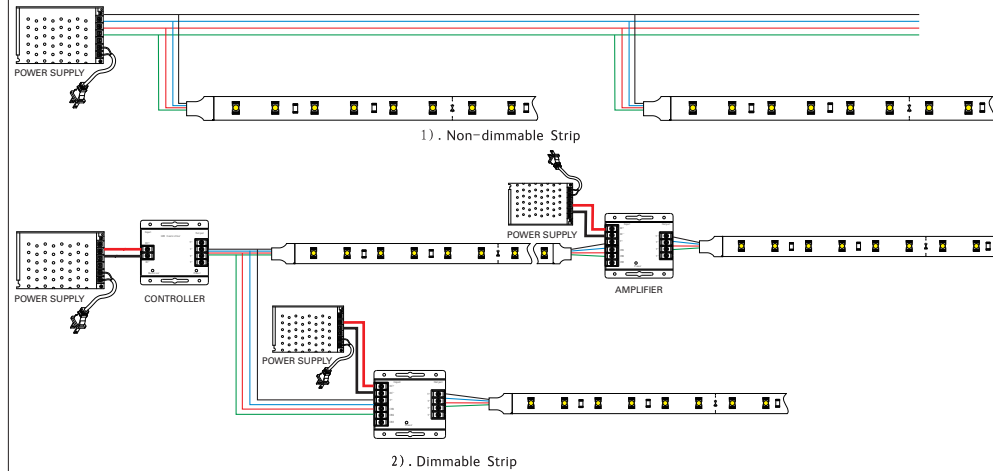 POWER SUPPLY
1). Non-dimmable Strip
POWER SUPPLY
POWER SUPPLY
CONTROLLER
AMPLIFIER
POWER SUPPLY
2). Dimmable Strip